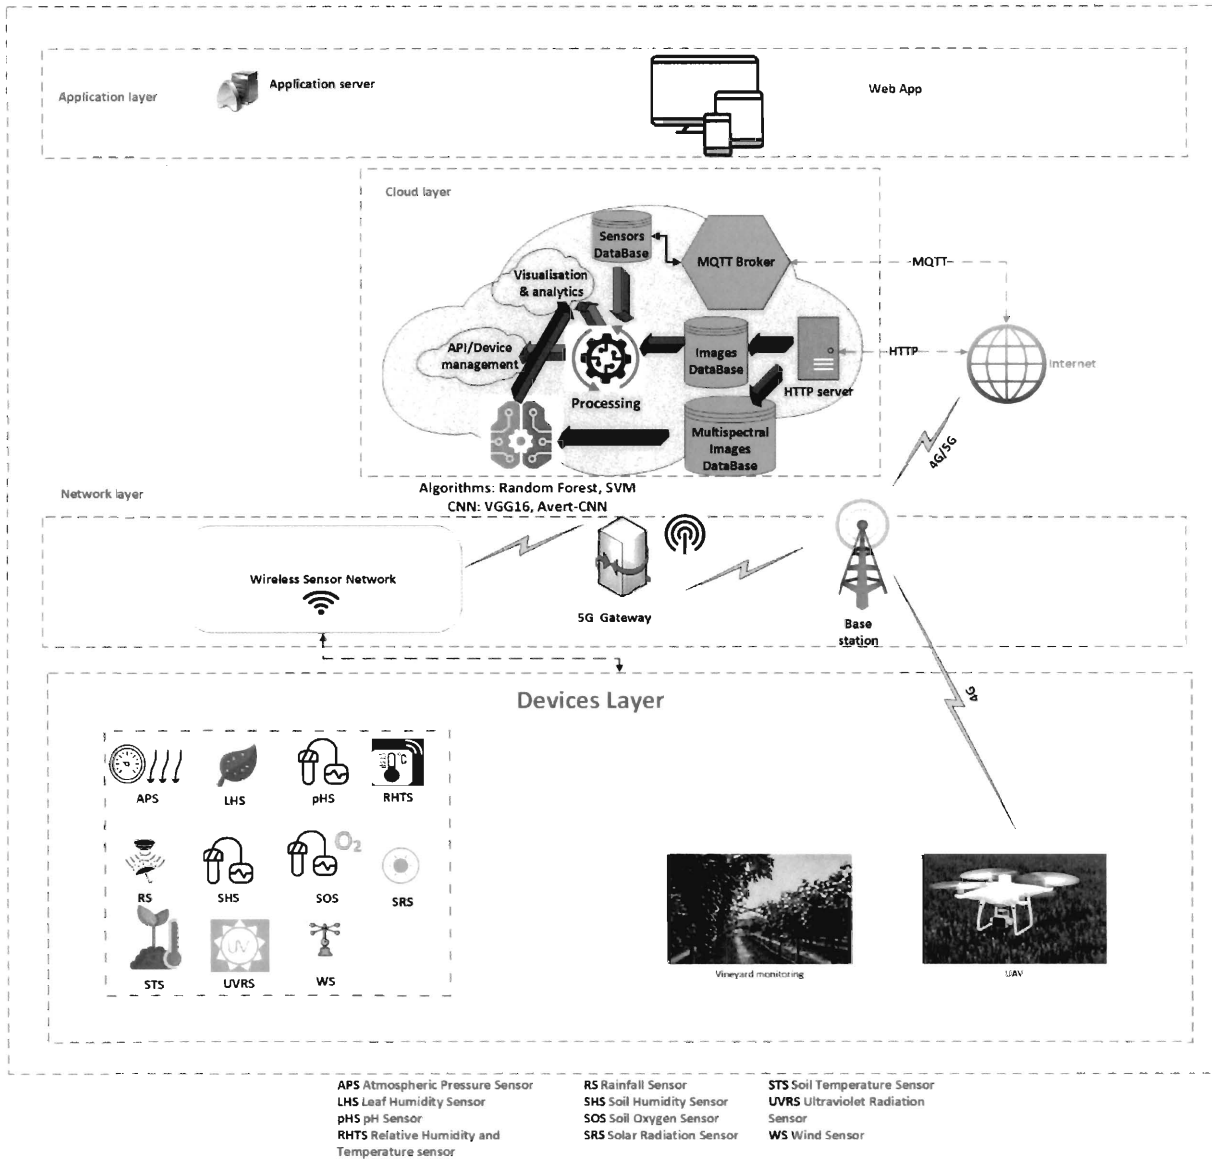 Application layer
Application server
Web App
Cloud layer
Sensors
DataBase
MQTT Broker
MQTT
Visualisation
& analytics
API/Device
management
Images
DataBase
HTTP
Internet
HTTP server
Processing
Multispectral
Images
DataBase
4G/5G
Algorithms: Random Forest, SVM
CNN: VGG16, Avert-CNN
Network layer
Wireless Sensor Network
5G Gateway
Base
station
4G
Devices Layer
APS
LHS
pHS
RHTS
°C
O2
RS
SHS
SOS
SRS
UV
STS
UVRS
WS
Vineyard monitoring
UAV
APS Atmospheric Pressure Sensor
LHS Leaf Humidity Sensor
pHS pH Sensor
RHTS Relative Humidity and
Temperature sensor
RS Rainfall Sensor
SHS Soil Humidity Sensor
SOS Soil Oxygen Sensor
SRS Solar Radiation Sensor
STS Soil Temperature Sensor
UVRS Ultraviolet Radiation
Sensor
WS Wind Sensor